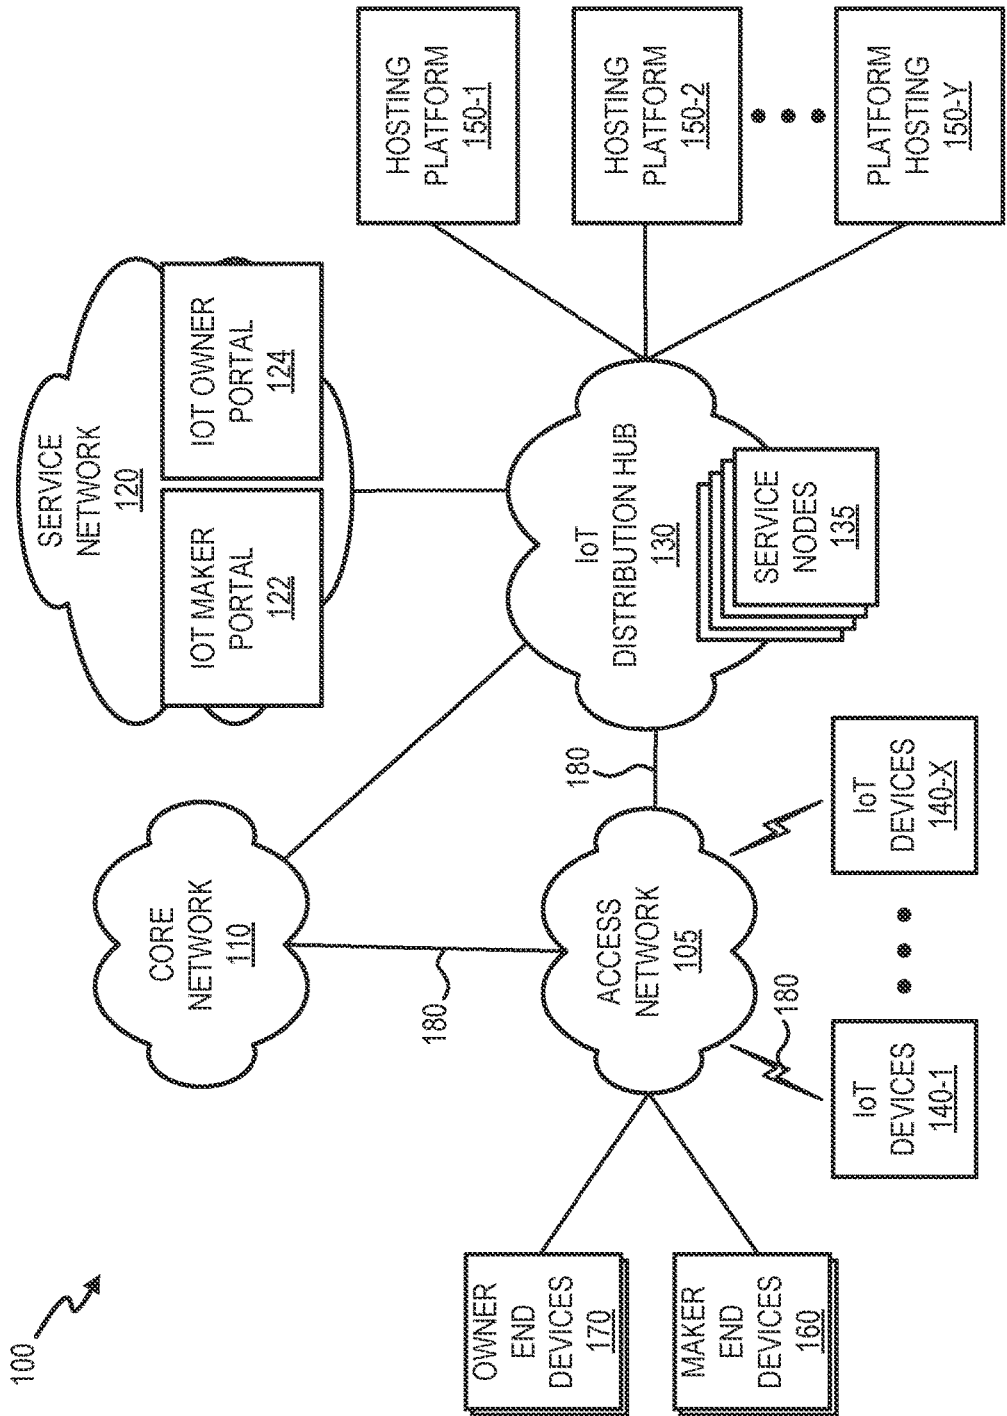 100
CORE
NETWORK
110
SERVICE
NETWORK
120
IOT MAKER
PORTAL
122
IOT OWNER
PORTAL
124
180
180
OWNER
END
DEVICES
170
MAKER
END
DEVICES
160
ACCESS
NETWORK
105
IoT
DISTRIBUTION HUB
130
SERVICE
NODES
135
HOSTING
PLATFORM
150-1
HOSTING
PLATFORM
150-2
PLATFORM
HOSTING
150-Y
180
IoT
DEVICES
140-1
IoT
DEVICES
140-X